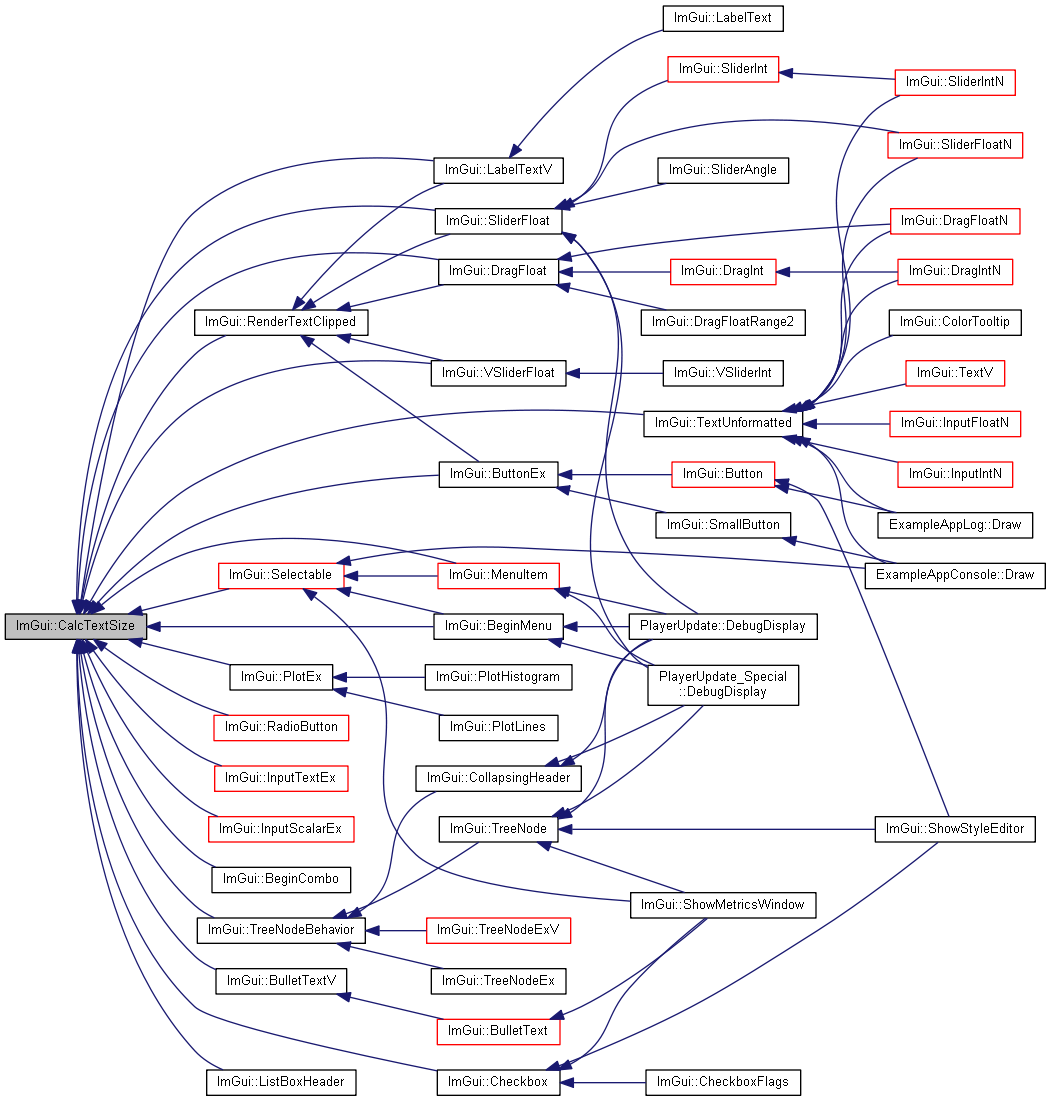 ImGui::LabelText
ImGui::SliderInt
ImGui::SliderIntN
ImGui::SliderFloatN
ImGui::LabelTextV
ImGui::SliderAngle
ImGui::SliderFloat
ImGui::DragFloatN
ImGui::DragFloat
ImGui::DragInt
ImGui::DragIntN
ImGui::RenderTextClipped
ImGui::DragFloatRange2
ImGui::ColorTooltip
ImGui::VSliderFloat
ImGui::VSliderInt
ImGui::TextV
ImGui::TextUnformatted
ImGui::InputFloatN
ImGui::ButtonEx
ImGui::Button
ImGui::InputIntN
ImGui::SmallButton
ExampleAppLog::Draw
ImGui::Selectable
ImGui::MenuItem
ExampleAppConsole::Draw
ImGui::CalcTextSize
ImGui::BeginMenu
PlayerUpdate::DebugDisplay
ImGui::PlotEx
ImGui::PlotHistogram
PlayerUpdate_Special
::DebugDisplay
ImGui::RadioButton
ImGui::PlotLines
ImGui::InputTextEx
ImGui::CollapsingHeader
ImGui::InputScalarEx
ImGui::TreeNode
ImGui::ShowStyleEditor
ImGui::BeginCombo
ImGui::ShowMetricsWindow
ImGui::TreeNodeBehavior
ImGui::TreeNodeExV
ImGui::BulletTextV
ImGui::TreeNodeEx
ImGui::BulletText
ImGui::ListBoxHeader
ImGui::Checkbox
ImGui::CheckboxFlags